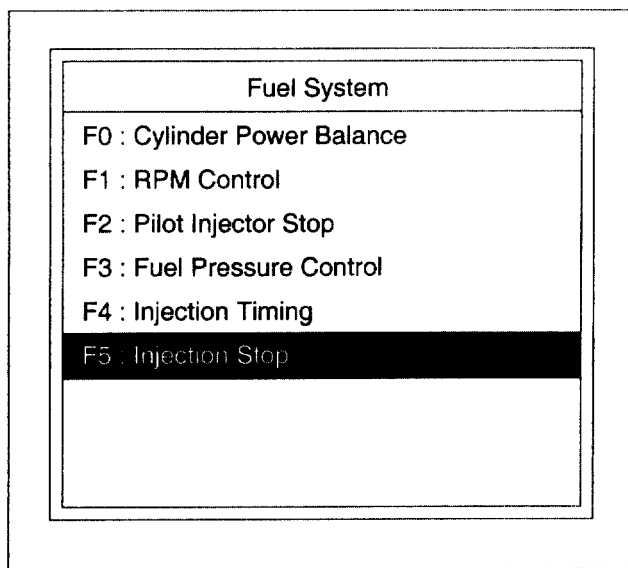 Fuel System
F0 : Cylinder Power Balance
F1 : RPM Control
F2 : Pilot Injector Stop
F3 : Fuel Pressure Control
F4 : Injection Timing
F5 : Injection Stop